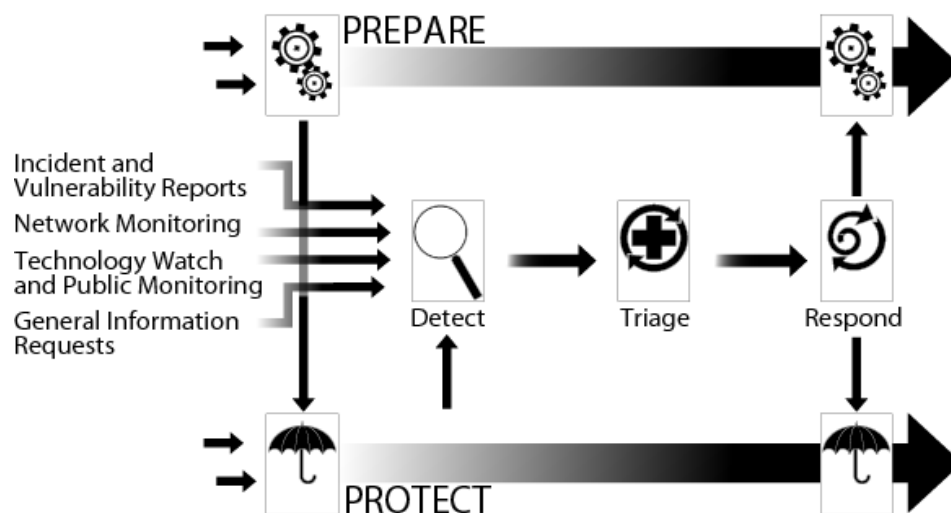 PREPARE
Incident and
Vulnerability Reports
Network Monitoring
Technology Watch
and Public Monitoring
General Information
Requests
Detect
Triage
Respond
PROTECT